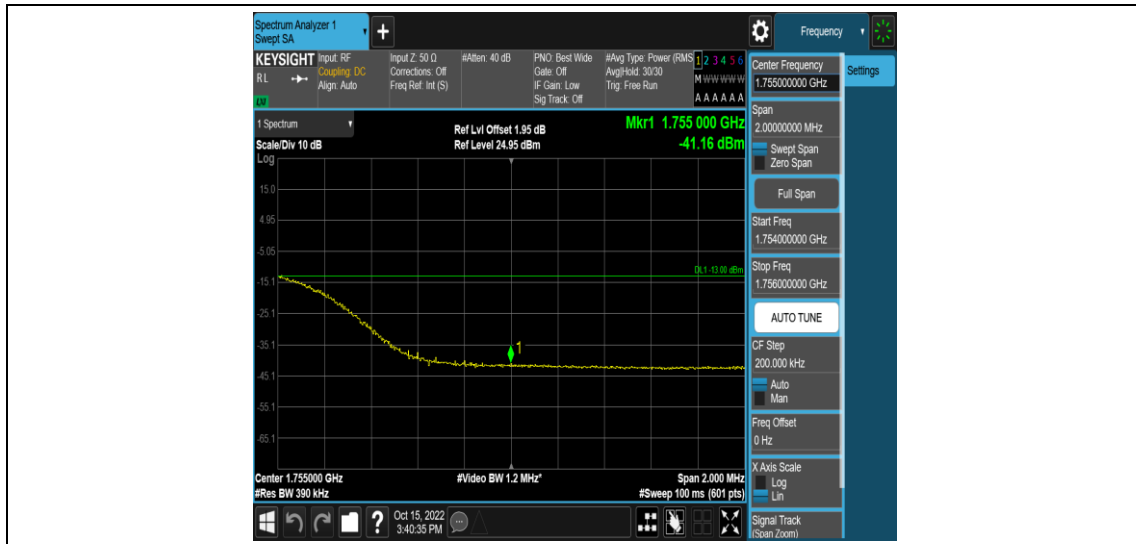 Spectrum Analyzer 1
Swept SA
+
Frequency
KEYSIGHT Input: RF
RL
Coupling: DC
Align: Auto
LXI
Input Z: 50 Ω
Corrections: Off
Freq Ref: Int (S)
#Atten: 40 dB
PNO: Best Wide
Gate: Off
IF Gain: Low
Sig Track: Off
#Avg Type: Power (RMS
Avg|Hold: 30/30
Trig: Free Run
1 2 3 4 5 6
M W W W W W
A A A A A A
Center Frequency
1.755000000 GHz
Settings
1 Spectrum
Scale/Div 10 dB
Ref Lvl Offset 1.95 dB
Ref Level 24.95 dBm
Mkr1 1.755 000 GHz
-41.16 dBm
Log
15.0
4.95
-5.05
-15.1
-25.1
-35.1
-45.1
-55.1
-65.1
DL1 -13.00 dBm
1
Span
2.00000000 MHz
Swept Span
Zero Span
Full Span
Start Freq
1.754000000 GHz
Stop Freq
1.756000000 GHz
AUTO TUNE
CF Step
200.000 kHz
Auto
Man
Freq Offset
0 Hz
X Axis Scale
Log
Lin
Signal Track
(Span Zoom)
Center 1.755000 GHz
#Res BW 390 kHz
#Video BW 1.2 MHz*
Span 2.000 MHz
#Sweep 100 ms (601 pts)
?
Oct 15, 2022
3:40:35 PM